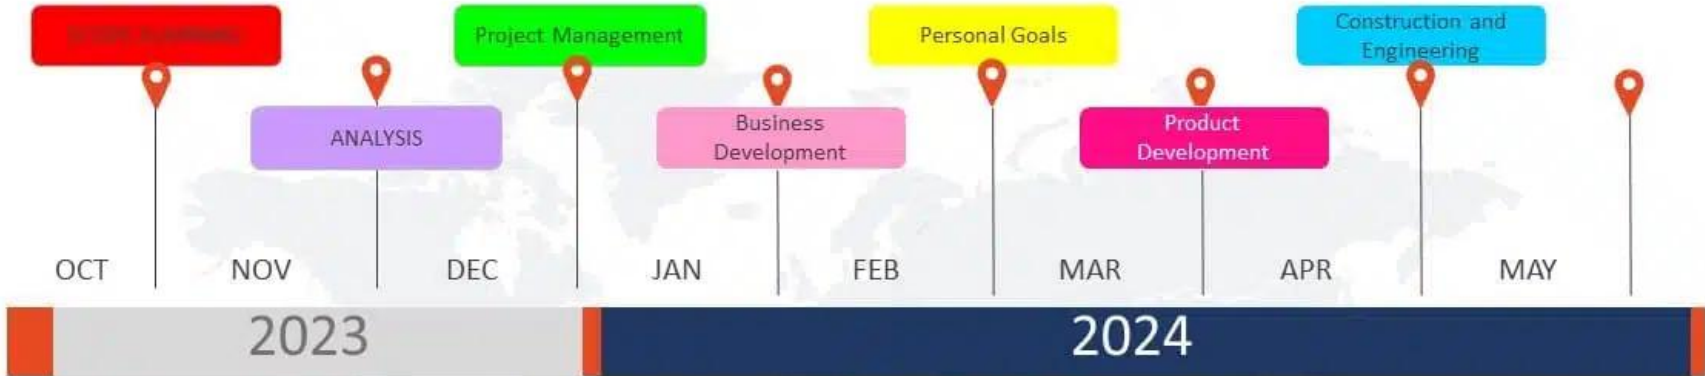 Project Management
Personal Goals
Construction and
Engineering
ANALYSIS
Business
Development
Product
Development
OCT
NOV
DEC
JAN
FEB
MAR
APR
MAY
2023
2024